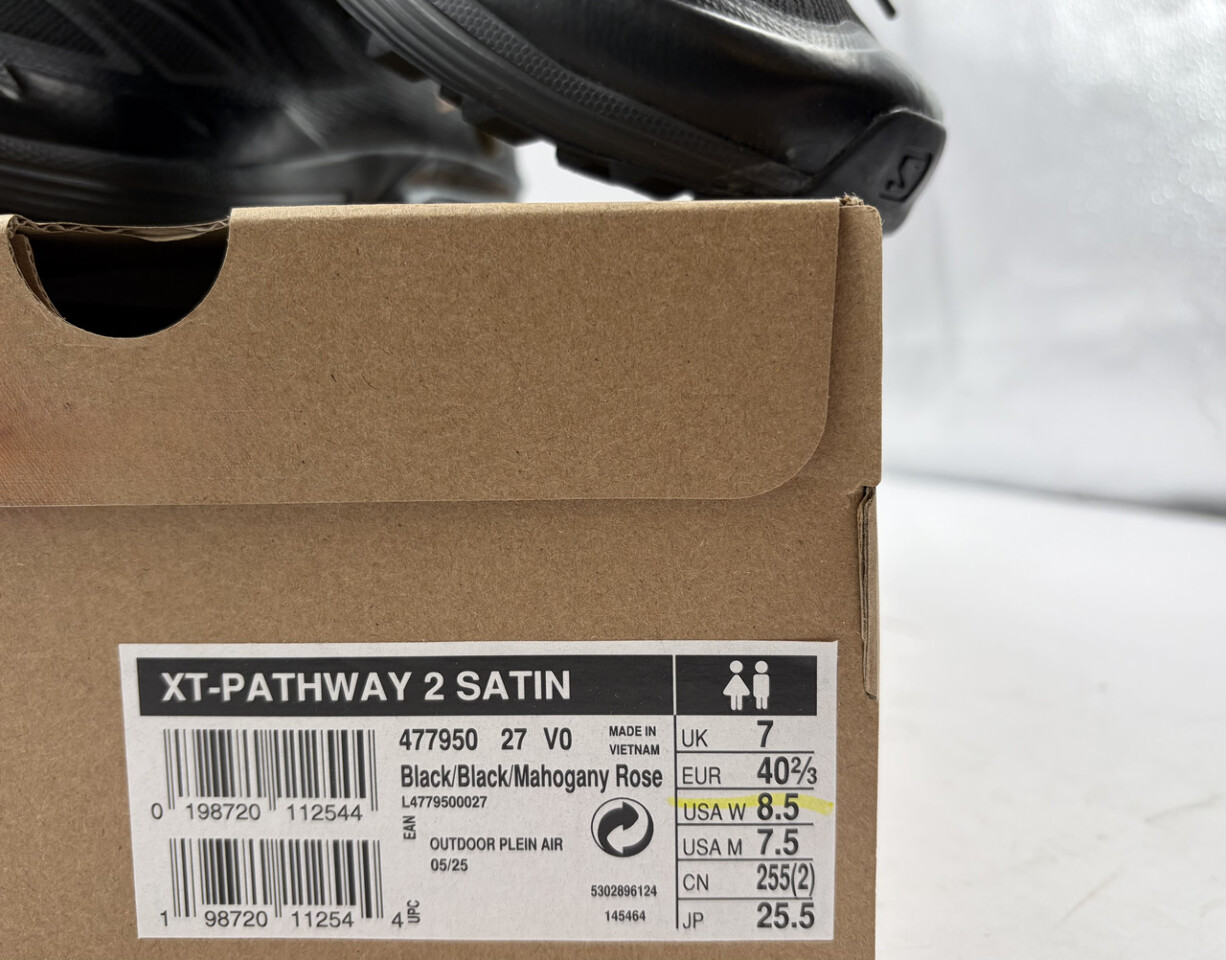 XT-PATHWAY 2 SATIN
477950 27 V0
MADE IN
VIETNAM
Black/Black/Mahogany Rose
L4779500027
0 198720 112544
EAN
OUTDOOR PLEIN AIR
05/25
5302896124
145464
1 98720 11254 4
UPC
UK 7
EUR 40⅔
USA W 8.5
USA M 7.5
CN 255(2)
JP 25.5
S